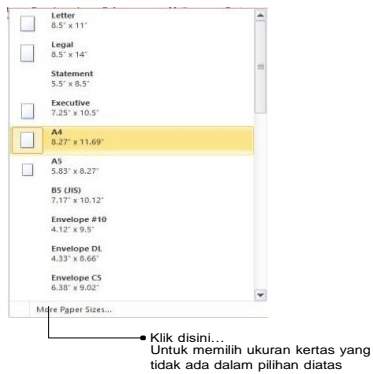 Letter
8.5" x 11"
Legal
8.5" x 14"
Statement
5.5" x 8.5"
Executive
7.25" x 10.5"
A4
8.27" x 11.69"
A5
5.83" x 8.27"
B5 (JIS)
7.17" x 10.12"
Envelope #10
4.12" x 9.5"
Envelope DL
4.33" x 8.66"
Envelope C5
6.38" x 9.02"
More Paper Sizes...
Klik disini...
Untuk memilih ukuran kertas yang
tidak ada dalam pilihan diatas